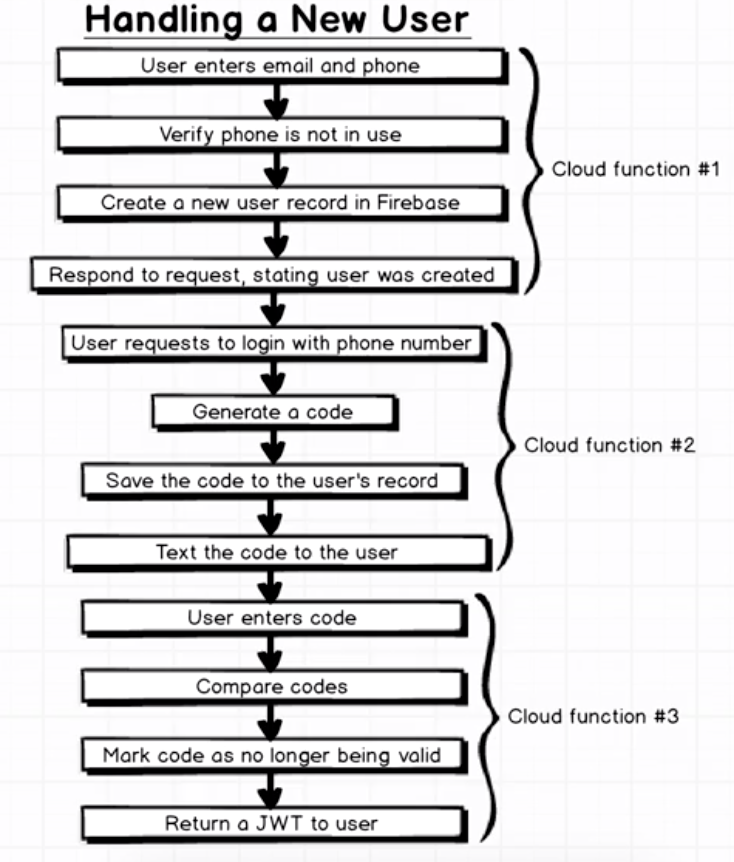 Handling a New User
User enters email and phone
Verify phone is not in use
Create a new user record in Firebase
Respond to request, stating user was created
Cloud function #1
User requests to login with phone number
Generate a code
Save the code to the user's record
Text the code to the user
Cloud function #2
User enters code
Compare codes
Mark code as no longer being valid
Return a JWT to user
Cloud function #3